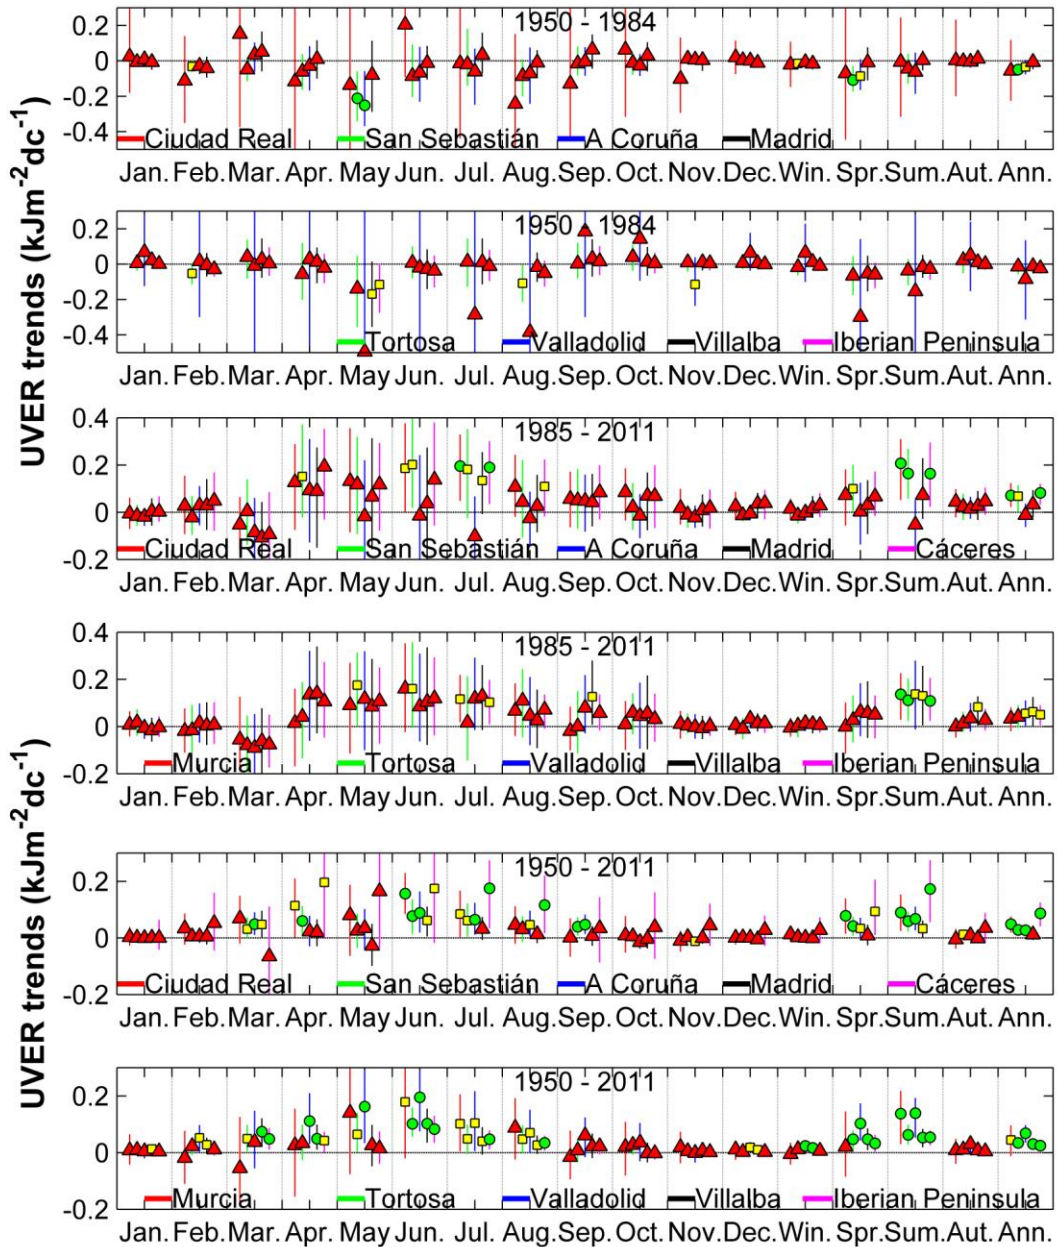 UVER trends (kJm⁻²dc⁻¹)
1950 - 1984
0.2
0
-0.2
-0.4
Ciudad Real San Sebastián A Coruña Madrid
Jan. Feb. Mar. Apr. May Jun. Jul. Aug. Sep. Oct. Nov. Dec. Win. Spr. Sum. Aut. Ann.
1950 - 1984
0.2
0
-0.2
-0.4
Tortosa Valladolid Villalba Iberian Peninsula
Jan. Feb. Mar. Apr. May Jun. Jul. Aug. Sep. Oct. Nov. Dec. Win. Spr. Sum. Aut. Ann.
UVER trends (kJm⁻²dc⁻¹)
1985 - 2011
0.4
0.2
0
-0.2
Ciudad Real San Sebastián A Coruña Madrid Cáceres
Jan. Feb. Mar. Apr. May Jun. Jul. Aug. Sep. Oct. Nov. Dec. Win. Spr. Sum. Aut. Ann.
1985 - 2011
0.4
0.2
0
-0.2
Murcia Tortosa Valladolid Villalba Iberian Peninsula
Jan. Feb. Mar. Apr. May Jun. Jul. Aug. Sep. Oct. Nov. Dec. Win. Spr. Sum. Aut. Ann.
UVER trends (kJm⁻²dc⁻¹)
1950 - 2011
0.2
0
-0.2
Ciudad Real San Sebastián A Coruña Madrid Cáceres
Jan. Feb. Mar. Apr. May Jun. Jul. Aug. Sep. Oct. Nov. Dec. Win. Spr. Sum. Aut. Ann.
1950 - 2011
0.2
0
-0.2
Murcia Tortosa Valladolid Villalba Iberian Peninsula
Jan. Feb. Mar. Apr. May Jun. Jul. Aug. Sep. Oct. Nov. Dec. Win. Spr. Sum. Aut. Ann.